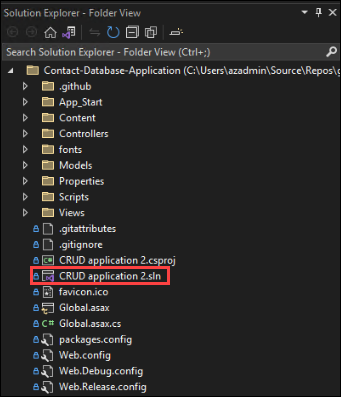 Solution Explorer - Folder View
Search Solution Explorer - Folder View (Ctrl+;)
Contact-Database-Application (C:\Users\azadmin\Source\Repos\g
.github
App_Start
Content
Controllers
fonts
Models
Properties
Scripts
Views
.gitattributes
.gitignore
CRUD application 2.csproj
CRUD application 2.sln
favicon.ico
Global.asax
C# Global.asax.cs
packages.config
Web.config
Web.Debug.config
Web.Release.config